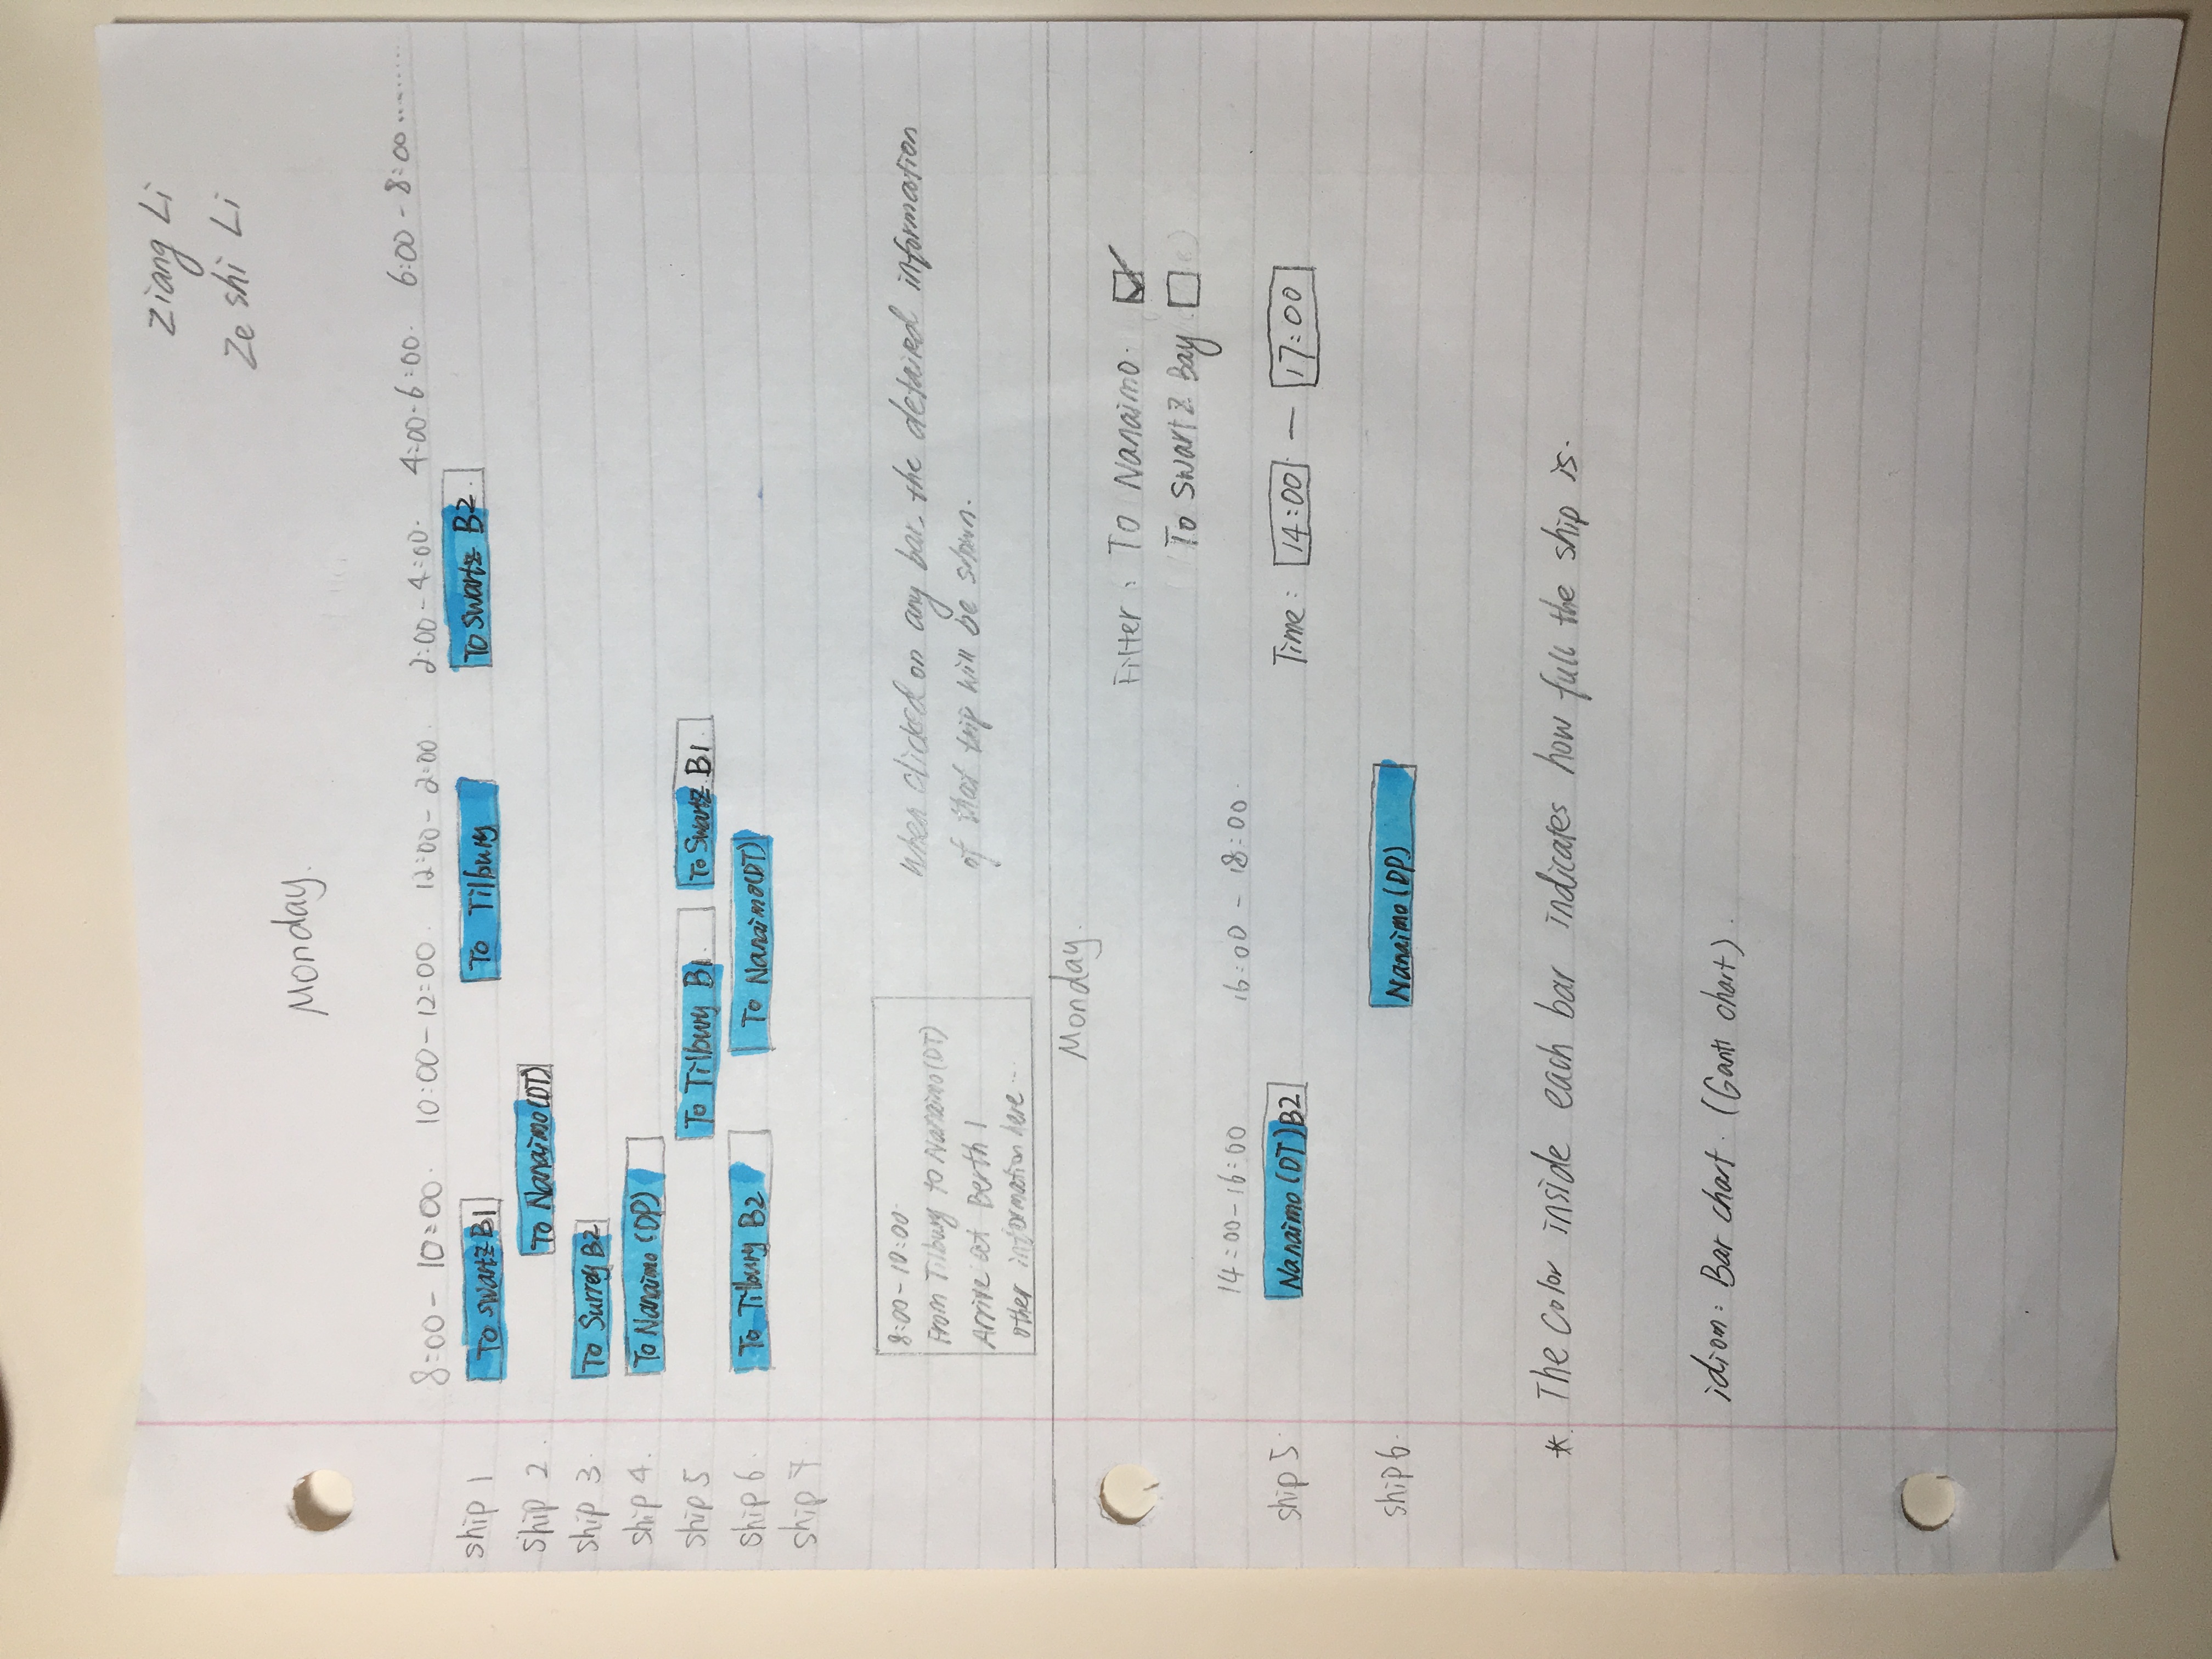 Ziang Li
Ze shi Li
Monday.
8:00 - 10:00. 10:00 - 12:00. 12:00 - 2:00. 2:00 - 4:00. 4:00 - 6:00. 6:00 - 8:00 .........
ship 1 To Swartz B1 To Tilbury To Swartz B2.
ship 2. To Nanaimo (DT)
ship 3. To Surrey B2
ship 4. To Nanaimo (DP)
ship 5 To Tilbury B1. To Swartz B1.
ship 6. To Tilbury B2 To Nanaimo (DT)
ship 7
8:00 - 10:00.
From Tilbury to Nanaimo (DT)
Arrive at Berth 1
other information here ...
When clicked on any bar, the detailed information
of that trip will be shown.
Monday.
Filter: To Nanaimo.
To Swartz Bay
14:00 - 16:00 16:00 - 18:00.
ship 5. Nanaimo (DT) B2
Time: 14:00 — 17:00
ship 6. Nanaimo (DP)
* The color inside each bar indicates how full the ship is.
idiom: Bar chart. (Gantt chart).